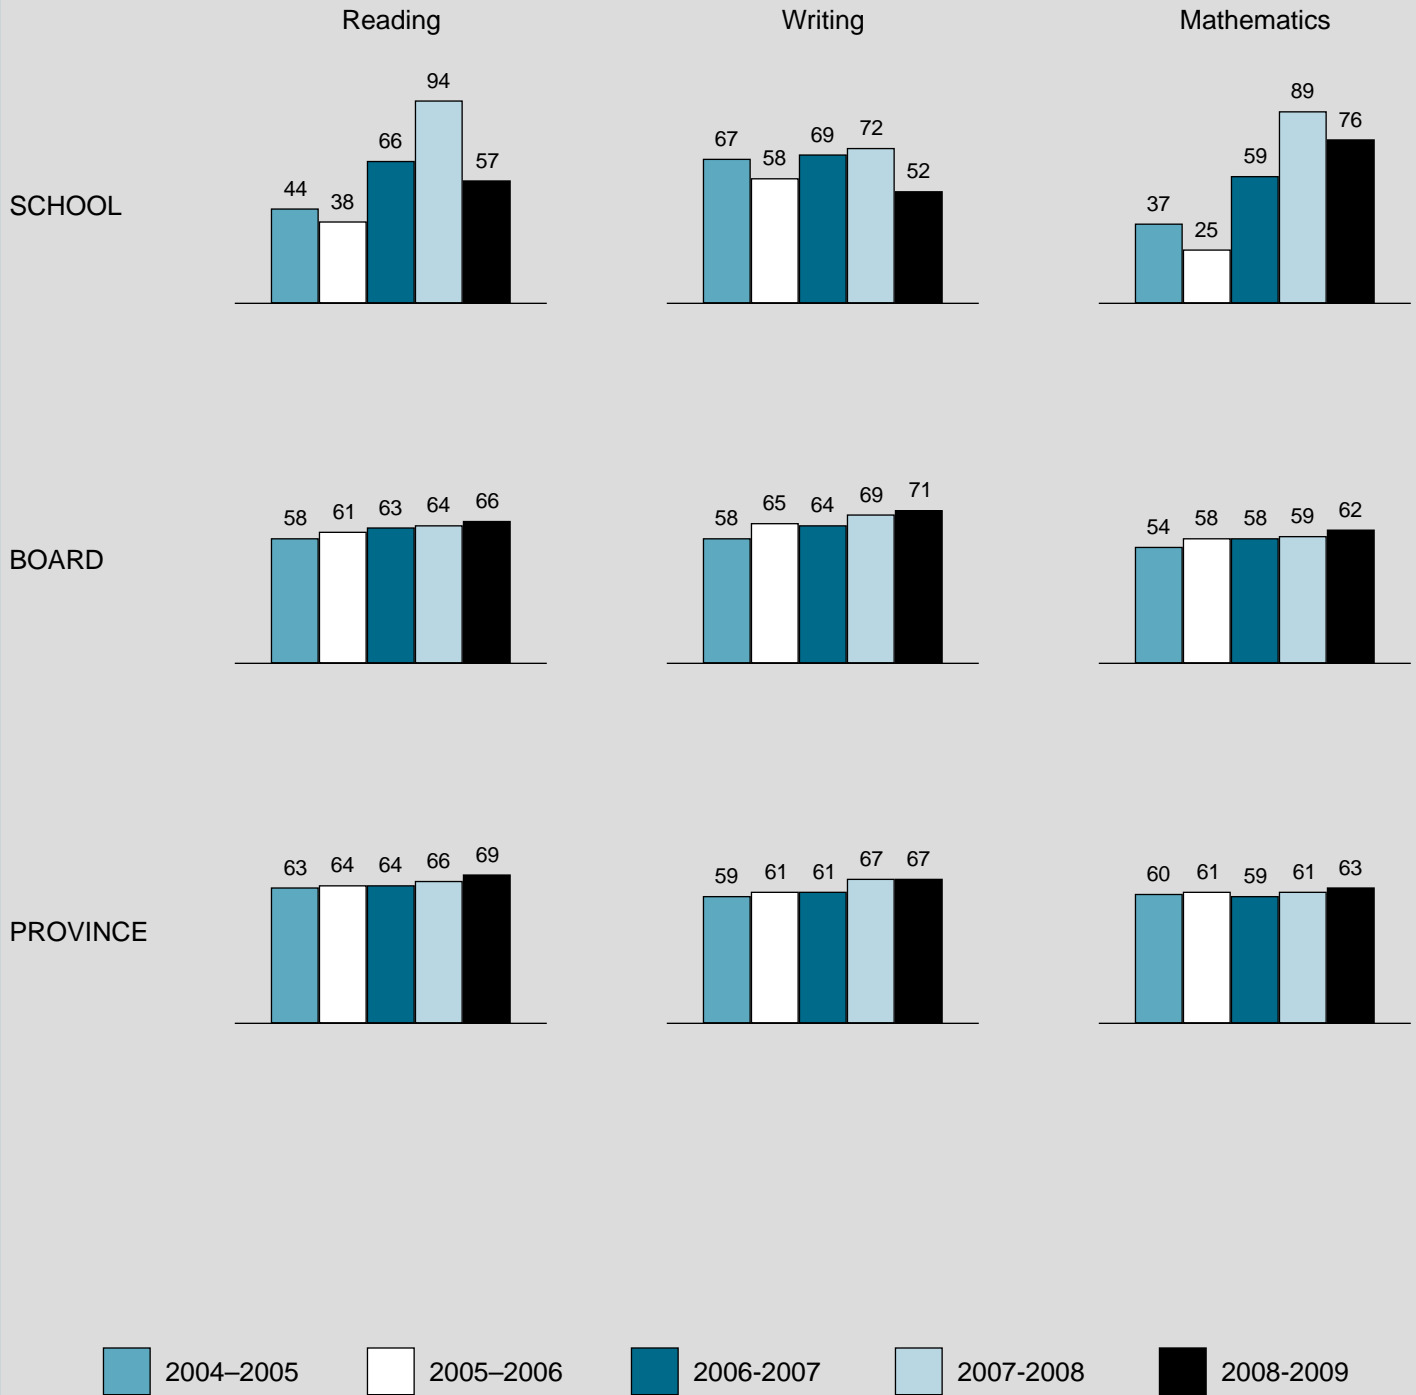 Reading Writing Mathematics
SCHOOL
44 38 66 94 57
67 58 69 72 52
37 25 59 89 76
BOARD
58 61 63 64 66
58 65 64 69 71
54 58 58 59 62
PROVINCE
63 64 64 66 69
59 61 61 67 67
60 61 59 61 63
2004–2005 2005–2006 2006-2007 2007-2008 2008-2009